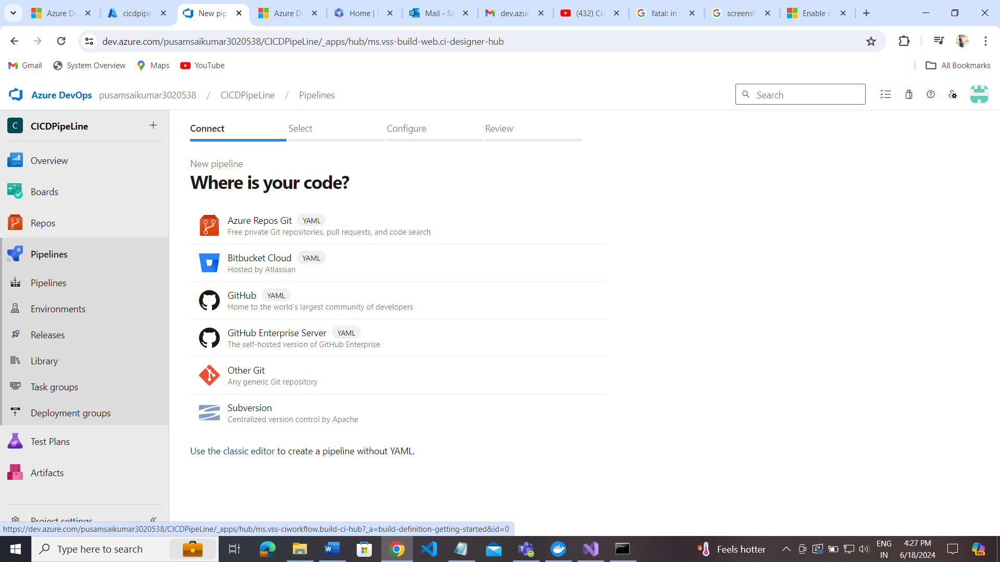 Azure De
cicdpipe
New pip
Azure De
Home | M
Mail - Sa
dev.azur
(432) CI/
fatal: in u
screensh
Enable c
dev.azure.com/pusamsaikumar3020538/CICDPipeLine/_apps/hub/ms.vss-build-web.ci-designer-hub
Gmail
System Overview
Maps
YouTube
All Bookmarks
Azure DevOps pusamsaikumar3020538 / CICDPipeLine / Pipelines
Search
C CICDPipeLine
Overview
Boards
Repos
Pipelines
Pipelines
Environments
Releases
Library
Task groups
Deployment groups
Test Plans
Artifacts
Project settings
Connect
Select
Configure
Review
New pipeline
Where is your code?
Azure Repos Git YAML
Free private Git repositories, pull requests, and code search
Bitbucket Cloud YAML
Hosted by Atlassian
GitHub YAML
Home to the world's largest community of developers
GitHub Enterprise Server YAML
The self-hosted version of GitHub Enterprise
Other Git
Any generic Git repository
Subversion
Centralized version control by Apache
Use the classic editor to create a pipeline without YAML.
https://dev.azure.com/pusamsaikumar3020538/CICDPipeLine/_apps/hub/ms.vss-ciworkflow.build-ci-hub?_a=build-definition-getting-started&id=0
Type here to search
Feels hotter
ENG
IN
4:27 PM
6/18/2024
PRE